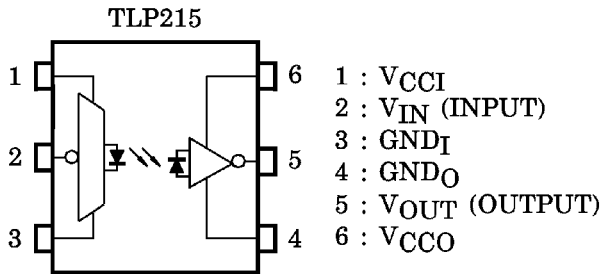 TLP215
1
2
3
6
5
4
1 : VCCI
2 : VIN (INPUT)
3 : GNDI
4 : GNDO
5 : VOUT (OUTPUT)
6 : VCCO